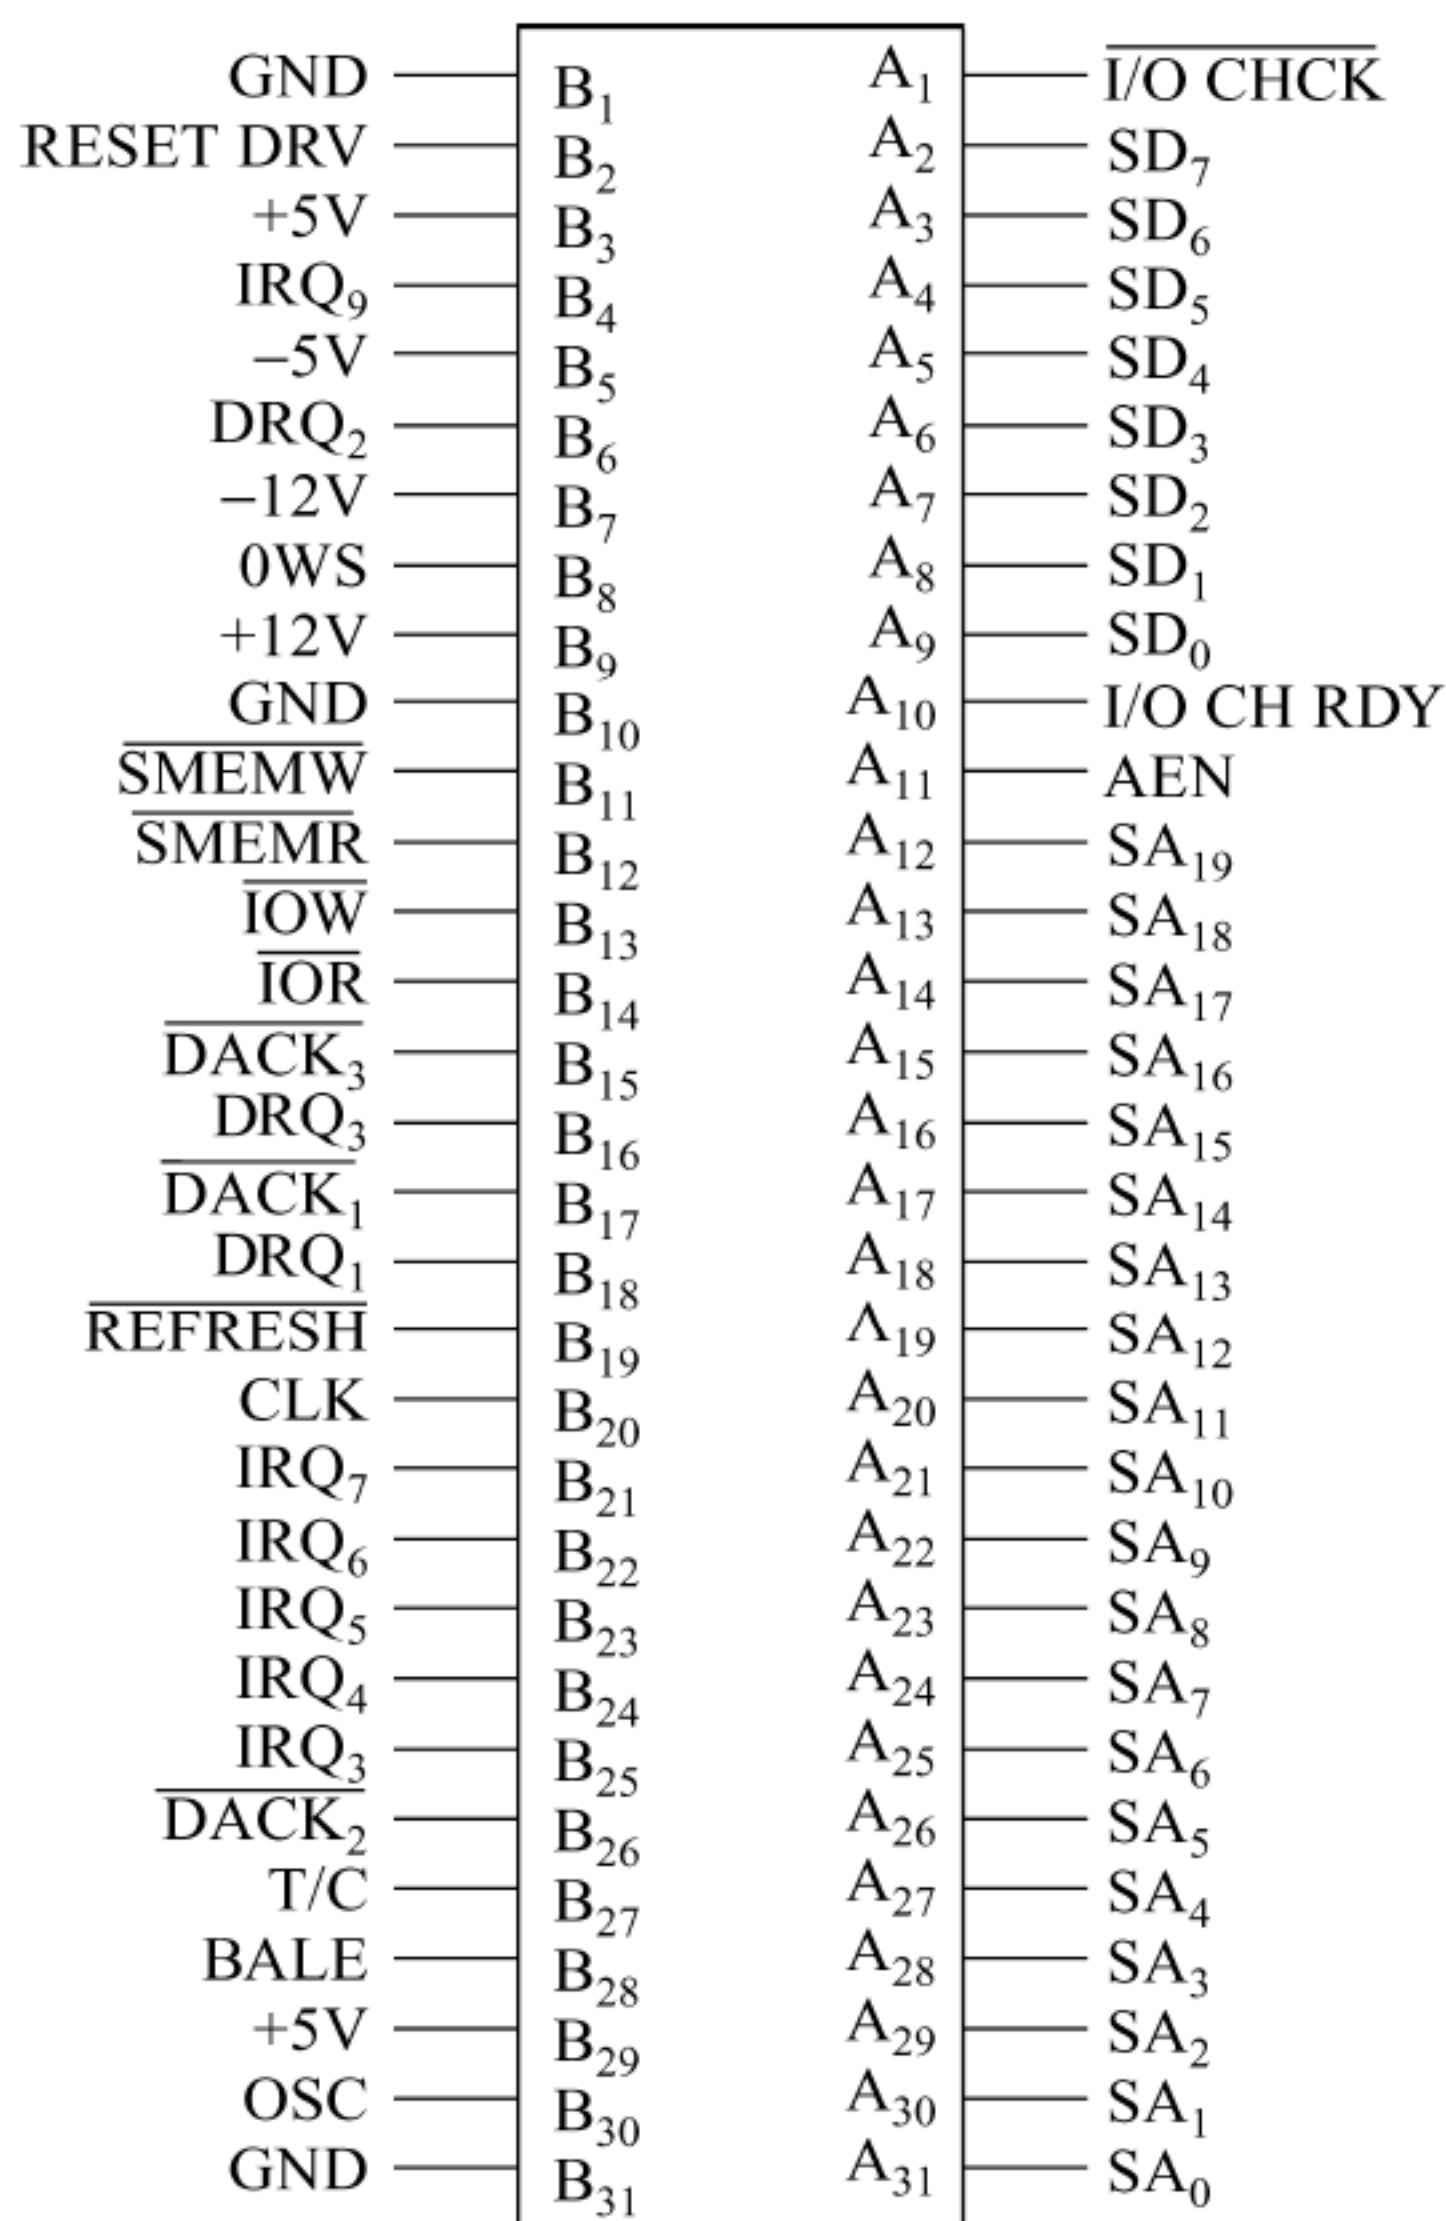 GND B₁ A₁ I/O CHCK
RESET DRV B₂ A₂ SD₇
+5V B₃ A₃ SD₆
IRQ₉ B₄ A₄ SD₅
–5V B₅ A₅ SD₄
DRQ₂ B₆ A₆ SD₃
–12V B₇ A₇ SD₂
0WS B₈ A₈ SD₁
+12V B₉ A₉ SD₀
GND B₁₀ A₁₀ I/O CH RDY
SMEMW B₁₁ A₁₁ AEN
SMEMR B₁₂ A₁₂ SA₁₉
IOW B₁₃ A₁₃ SA₁₈
IOR B₁₄ A₁₄ SA₁₇
DACK₃ B₁₅ A₁₅ SA₁₆
DRQ₃ B₁₆ A₁₆ SA₁₅
DACK₁ B₁₇ A₁₇ SA₁₄
DRQ₁ B₁₈ A₁₈ SA₁₃
REFRESH B₁₉ A₁₉ SA₁₂
CLK B₂₀ A₂₀ SA₁₁
IRQ₇ B₂₁ A₂₁ SA₁₀
IRQ₆ B₂₂ A₂₂ SA₉
IRQ₅ B₂₃ A₂₃ SA₈
IRQ₄ B₂₄ A₂₄ SA₇
IRQ₃ B₂₅ A₂₅ SA₆
DACK₂ B₂₆ A₂₆ SA₅
T/C B₂₇ A₂₇ SA₄
BALE B₂₈ A₂₈ SA₃
+5V B₂₉ A₂₉ SA₂
OSC B₃₀ A₃₀ SA₁
GND B₃₁ A₃₁ SA₀